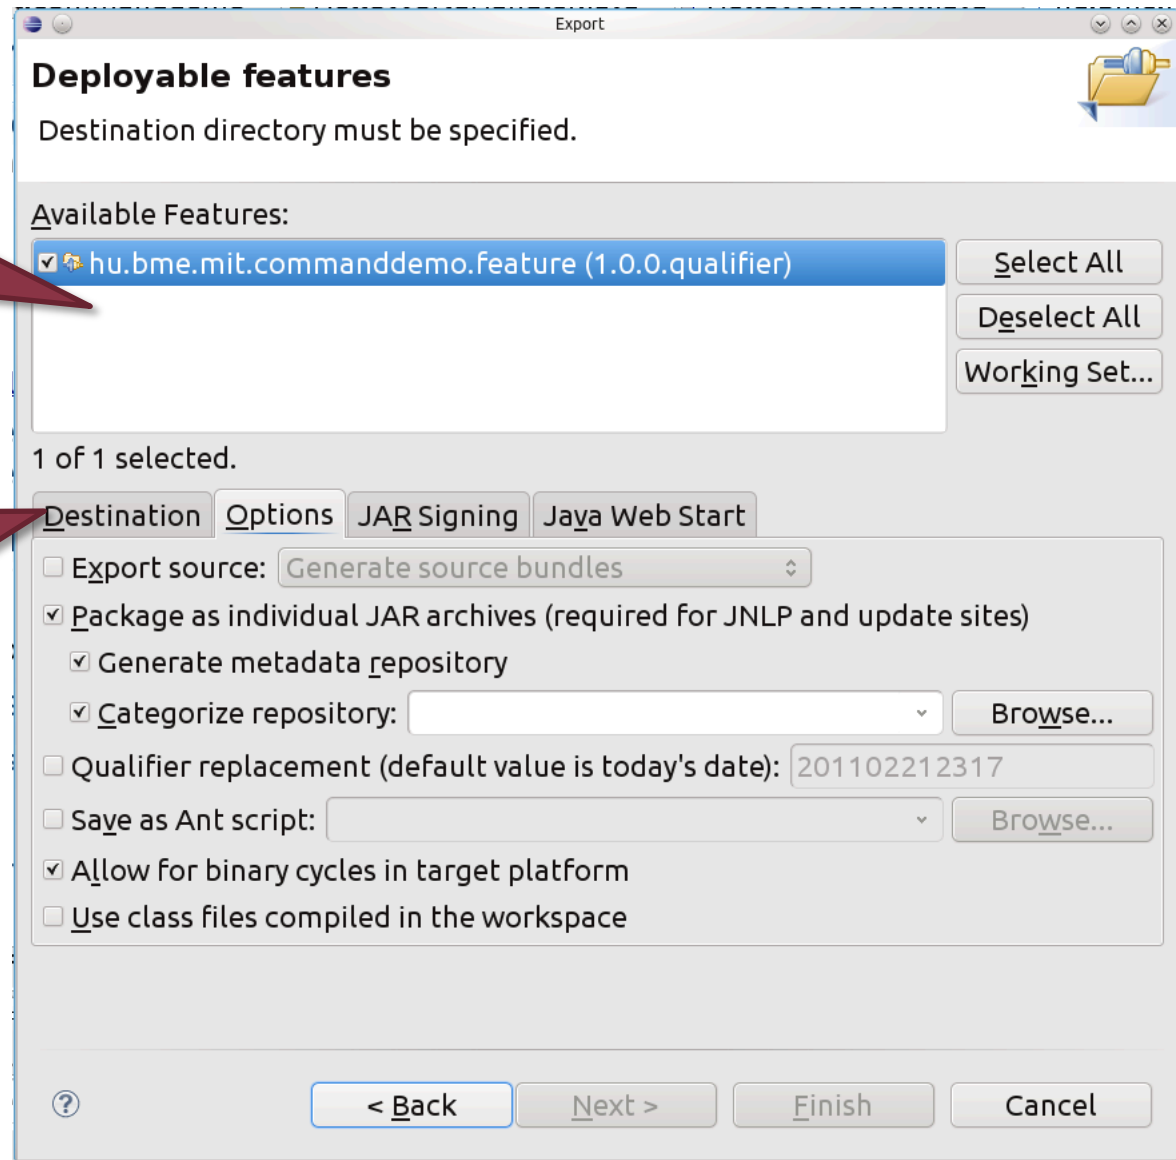 Export
Deployable features
Destination directory must be specified.
Available Features:
hu.bme.mit.commanddemo.feature (1.0.0.qualifier)
Select All
Deselect All
Working Set...
1 of 1 selected.
Destination Options JAR Signing Java Web Start
Export source: Generate source bundles
Package as individual JAR archives (required for JNLP and update sites)
Generate metadata repository
Categorize repository: Browse...
Qualifier replacement (default value is today's date): 201102212317
Save as Ant script: Browse...
Allow for binary cycles in target platform
Use class files compiled in the workspace
? < Back Next > Finish Cancel